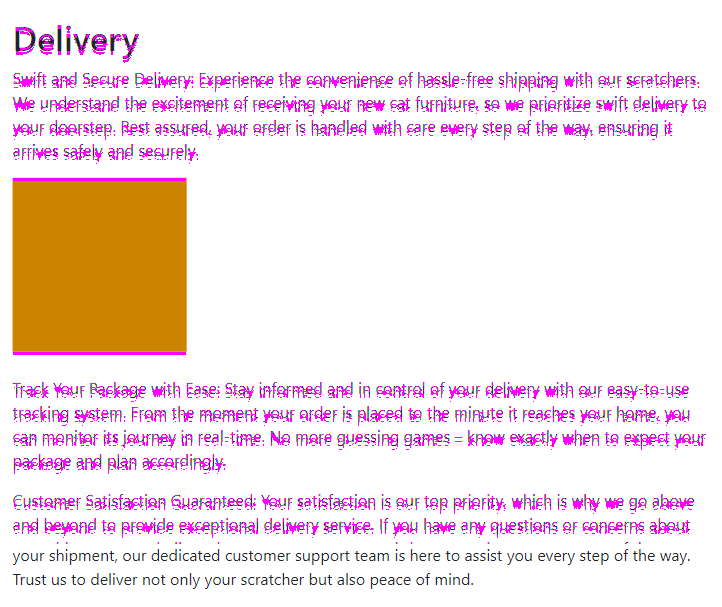 Delivery
Swift and Secure Delivery: Experience the convenience of hassle-free shipping with our scratchers.
We understand the excitement of receiving your new cat furniture, so we prioritize swift delivery to
your doorstep. Rest assured, your order is handled with care every step of the way, ensuring it
arrives safely and securely.
Track Your Package with Ease: Stay informed and in control of your delivery with our easy-to-use
tracking system. From the moment your order is placed to the minute it reaches your home, you
can monitor its journey in real-time. No more guessing games – know exactly when to expect your
package and plan accordingly.
Customer Satisfaction Guaranteed: Your satisfaction is our top priority, which is why we go above
and beyond to provide exceptional delivery service. If you have any questions or concerns about
your shipment, our dedicated customer support team is here to assist you every step of the way.
Trust us to deliver not only your scratcher but also peace of mind.